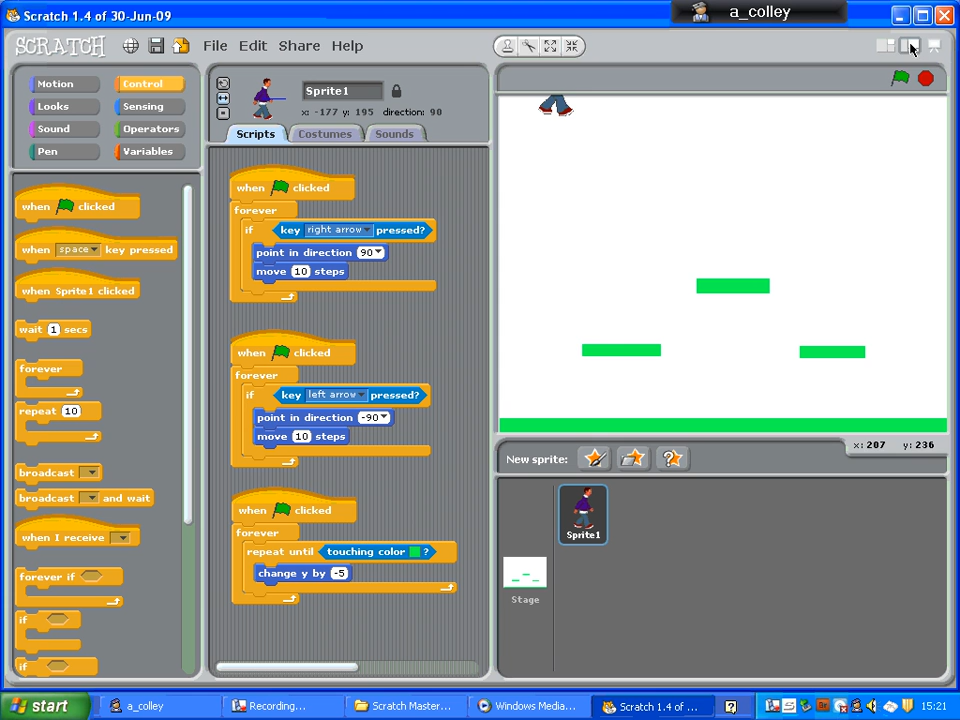 Scratch 1.4 of 30-Jun-09
a_colley
SCRATCH
File Edit Share Help
Motion Control
Looks Sensing
Sound Operators
Pen Variables
Sprite1
x: -177 y: 195 direction: 90
Scripts Costumes Sounds
when clicked
when space key pressed
when Sprite1 clicked
wait 1 secs
forever
repeat 10
broadcast
broadcast and wait
when I receive
forever if
if
if
when clicked
forever
if key right arrow pressed?
point in direction 90
move 10 steps
when clicked
forever
if key left arrow pressed?
point in direction -90
move 10 steps
when clicked
forever
repeat until touching color ?
change y by -5
x: 207 y: 236
New sprite:
Sprite1
Stage
start
a_colley
Recording...
Scratch Master...
Windows Media...
Scratch 1.4 of ...
15:21